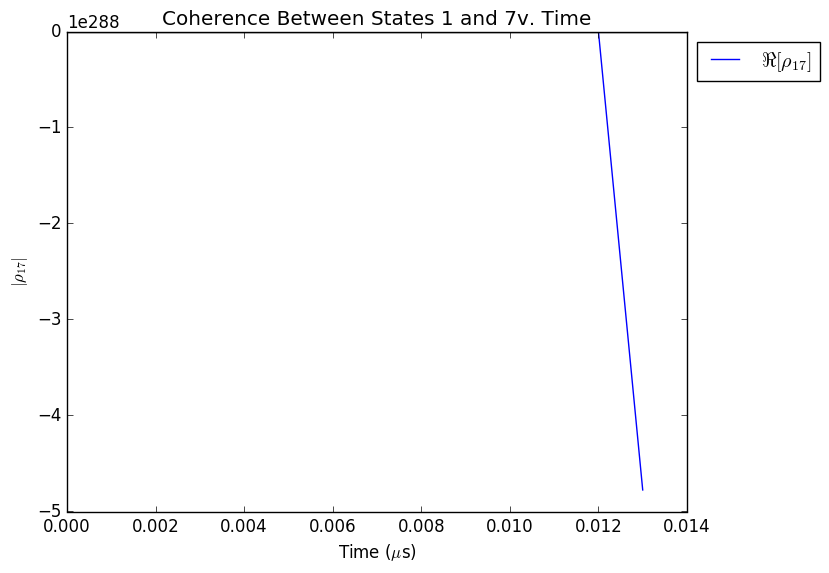 Coherence Between States 1 and 7v. Time
1e288
0
−1
−2
−3
−4
−5
|ρ17|
0.000 0.002 0.004 0.006 0.008 0.010 0.012 0.014
Time (μs)
ℜ[ρ17]